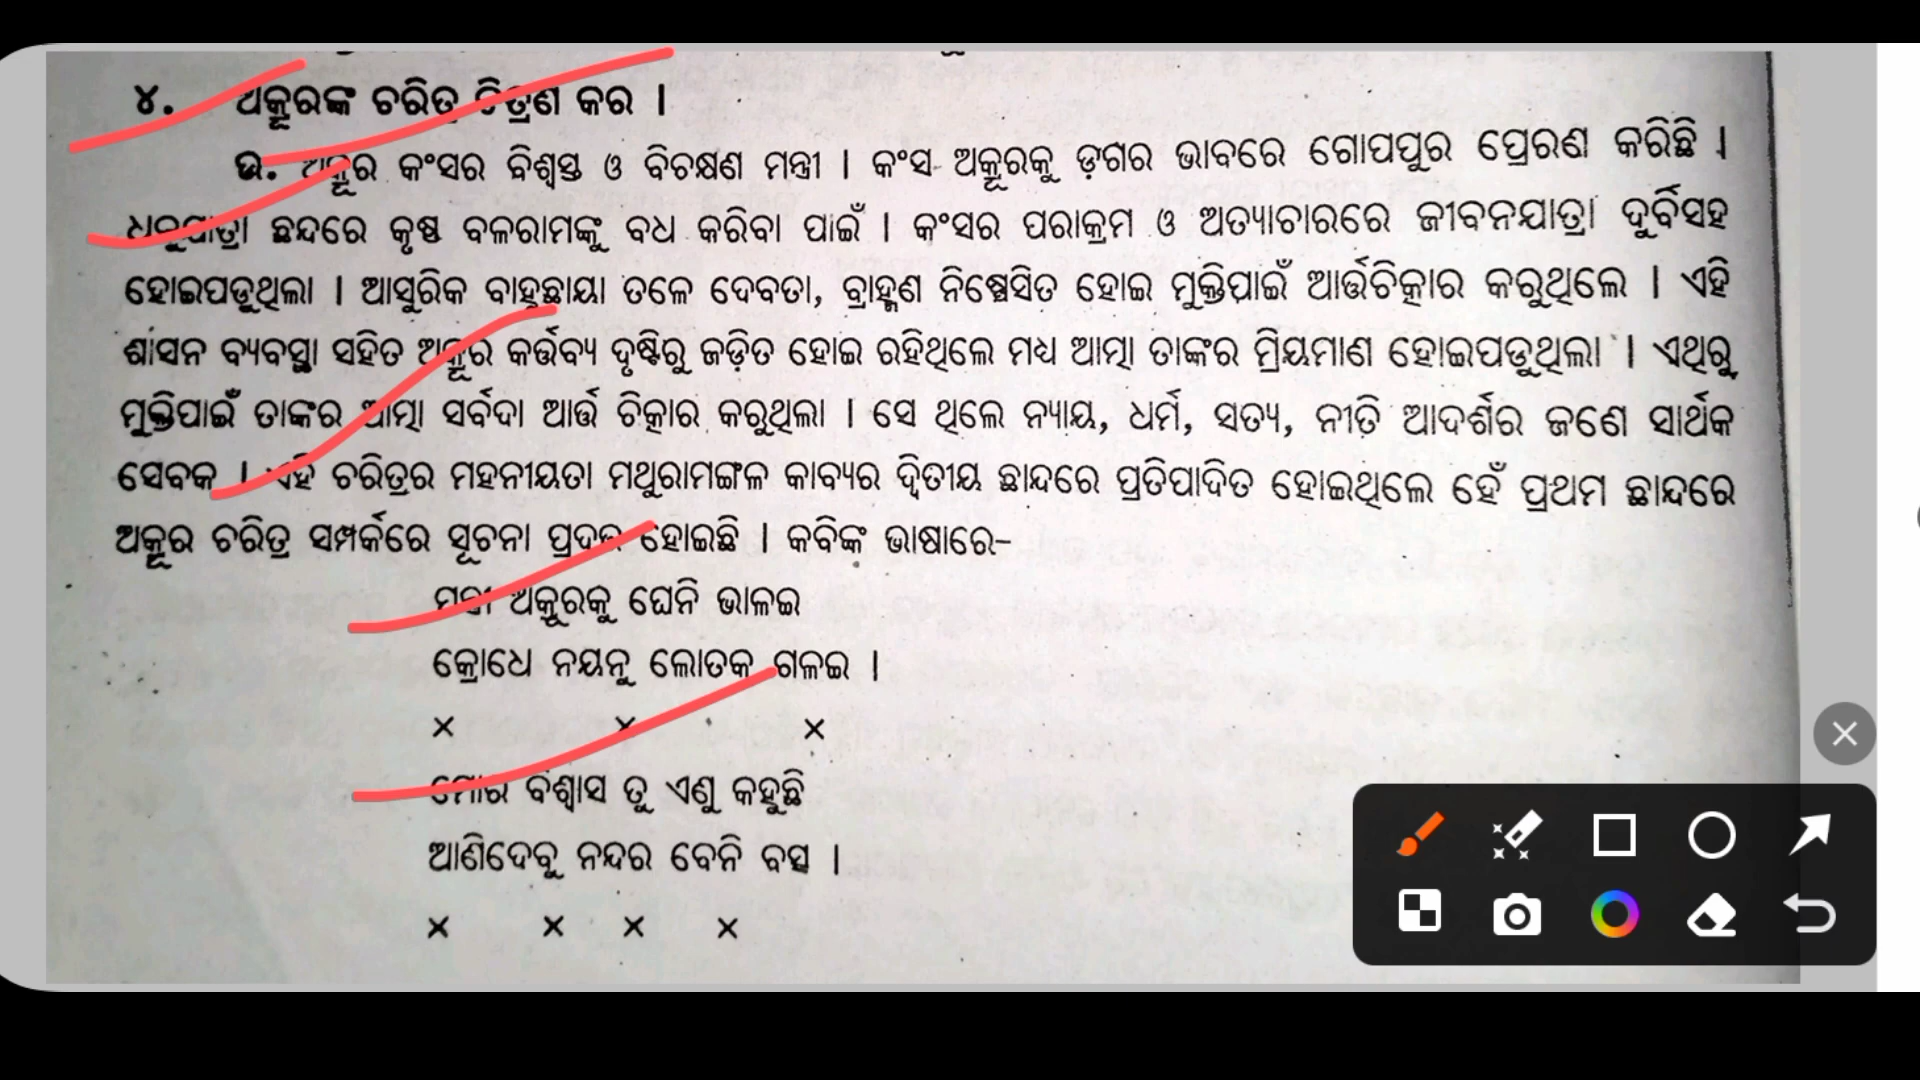 ୪. ଅକ୍ରୂରଙ୍କ ଚରିତ୍ର ଚିତ୍ରଣ କର ।
ଉ. ଅକ୍ରୂର କଂସର ବିଶ୍ୱସ୍ତ ଓ ବିଚକ୍ଷଣ ମନ୍ତ୍ରୀ । କଂସ ଅକ୍ରୂରକୁ ଡ଼ଗର ଭାବରେ ଗୋପପୁର ପ୍ରେରଣ କରିଛି ।
ଧନୁଯାତ୍ରା ଛନ୍ଦରେ କୃଷ୍ଣ ବଳରାମଙ୍କୁ ବଧ କରିବା ପାଇଁ । କଂସର ପରାକ୍ରମ ଓ ଅତ୍ୟାଚାରରେ ଜୀବନଯାତ୍ରା ଦୁର୍ବିସହ
ହୋଇପଡୁଥିଲା । ଆସୁରିକ ବାହୁଛାୟା ତଳେ ଦେବତା, ବ୍ରାହ୍ମଣ ନିଷ୍ପେସିତ ହୋଇ ମୁକ୍ତିପାଇଁ ଆର୍ତ୍ତଚିତ୍କାର କରୁଥିଲେ । ଏହି
ଶାସନ ବ୍ୟବସ୍ଥା ସହିତ ଅକ୍ରୂର କର୍ତ୍ତବ୍ୟ ଦୃଷ୍ଟିରୁ ଜଡ଼ିତ ହୋଇ ରହିଥିଲେ ମଧ୍ୟ ଆତ୍ମା ତାଙ୍କର ମ୍ରିୟମାଣ ହୋଇପଡୁଥିଲା । ଏଥିରୁ
ମୁକ୍ତିପାଇଁ ତାଙ୍କର ଆତ୍ମା ସର୍ବଦା ଆର୍ତ୍ତ ଚିତ୍କାର କରୁଥିଲା । ସେ ଥିଲେ ନ୍ୟାୟ, ଧର୍ମ, ସତ୍ୟ, ନୀତି ଆଦର୍ଶର ଜଣେ ସାର୍ଥକ
ସେବକ । ଏହି ଚରିତ୍ରର ମହନୀୟତା ମଥୁରାମଙ୍ଗଳ କାବ୍ୟର ଦ୍ୱିତୀୟ ଛାନ୍ଦରେ ପ୍ରତିପାଦିତ ହୋଇଥିଲେ ହେଁ ପ୍ରଥମ ଛାନ୍ଦରେ
ଅକ୍ରୂର ଚରିତ୍ର ସମ୍ପର୍କରେ ସୂଚନା ପ୍ରଦତ୍ତ ହୋଇଛି । କବିଙ୍କ ଭାଷାରେ–
ମନ୍ତ୍ରୀ ଅକ୍ରୂରକୁ ଘେନି ଭାଳଇ
କ୍ରୋଧେ ନୟନୁ ଲୋତକ ଗଳଇ ।
× × ×
ମୋର ବିଶ୍ୱାସ ତୁ ଏଣୁ କହୁଛି
ଆଣିଦେବୁ ନନ୍ଦର ବେନି ବତ୍ସ ।
× × × ×